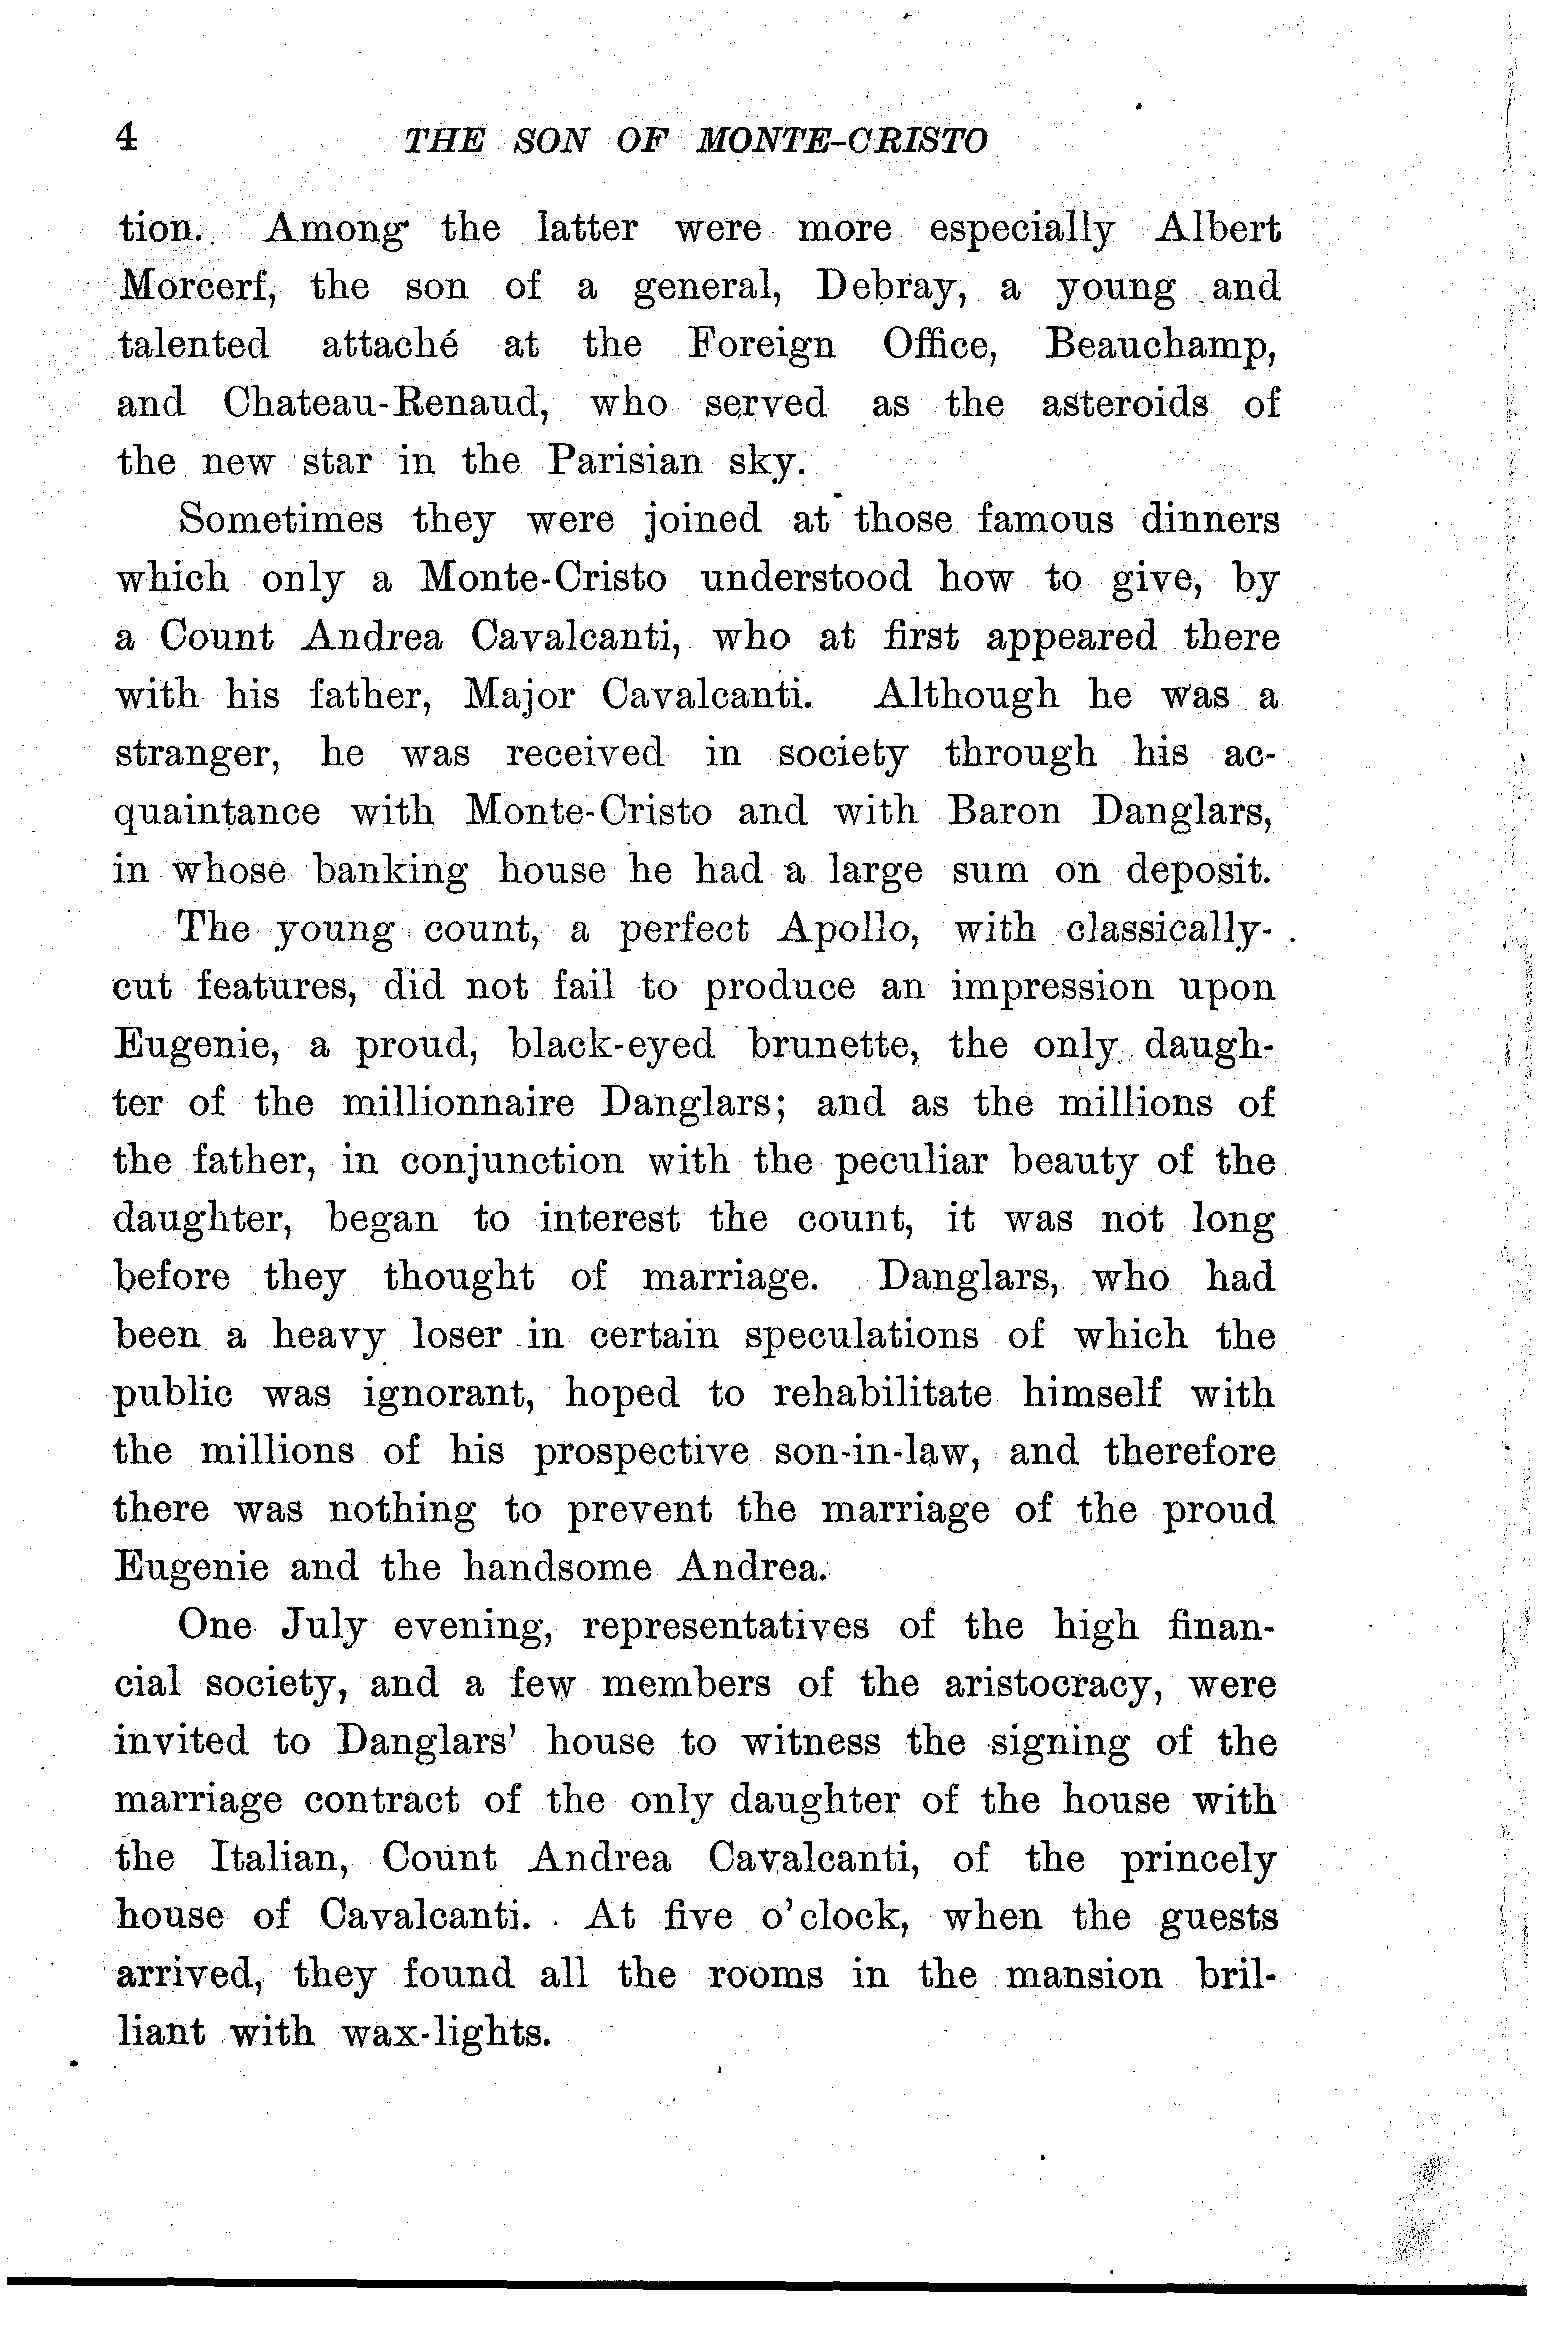 4 THE SON OF MONTE-CRISTO
tion. Among the latter were more especially Albert
Morcerf, the son of a general, Debray, a young and
talented attaché at the Foreign Office, Beauchamp,
and Chateau-Renaud, who served as the asteroids of
the new star in the Parisian sky.
Sometimes they were joined at those famous dinners
which only a Monte-Cristo understood how to give, by
a Count Andrea Cavalcanti, who at first appeared there
with his father, Major Cavalcanti. Although he was a
stranger, he was received in society through his ac-
quaintance with Monte-Cristo and with Baron Danglars,
in whose banking house he had a large sum on deposit.
The young count, a perfect Apollo, with classically-
cut features, did not fail to produce an impression upon
Eugenie, a proud, black-eyed brunette, the only daugh-
ter of the millionnaire Danglars; and as the millions of
the father, in conjunction with the peculiar beauty of the
daughter, began to interest the count, it was not long
before they thought of marriage. Danglars, who had
been a heavy loser in certain speculations of which the
public was ignorant, hoped to rehabilitate himself with
the millions of his prospective son-in-law, and therefore
there was nothing to prevent the marriage of the proud
Eugenie and the handsome Andrea.
One July evening, representatives of the high finan-
cial society, and a few members of the aristocracy, were
invited to Danglars' house to witness the signing of the
marriage contract of the only daughter of the house with
the Italian, Count Andrea Cavalcanti, of the princely
house of Cavalcanti. At five o'clock, when the guests
arrived, they found all the rooms in the mansion bril-
liant with wax-lights.